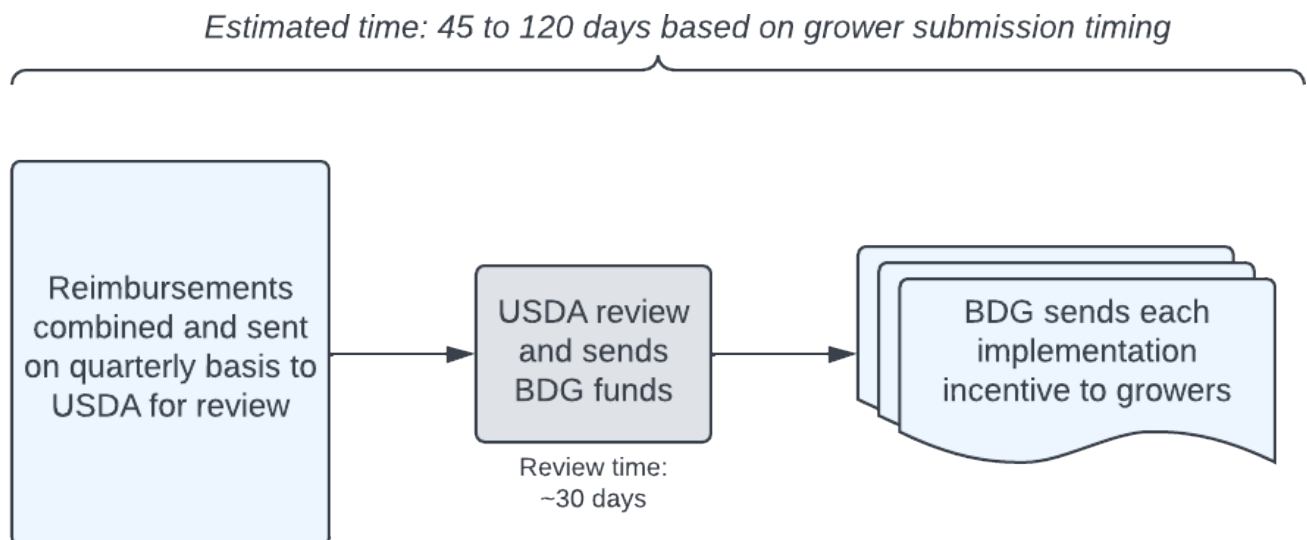 Estimated time: 45 to 120 days based on grower submission timing
Reimbursements
combined and sent
on quarterly basis to
USDA for review
USDA review
and sends
BDG funds
Review time:
~30 days
BDG sends each
implementation
incentive to growers